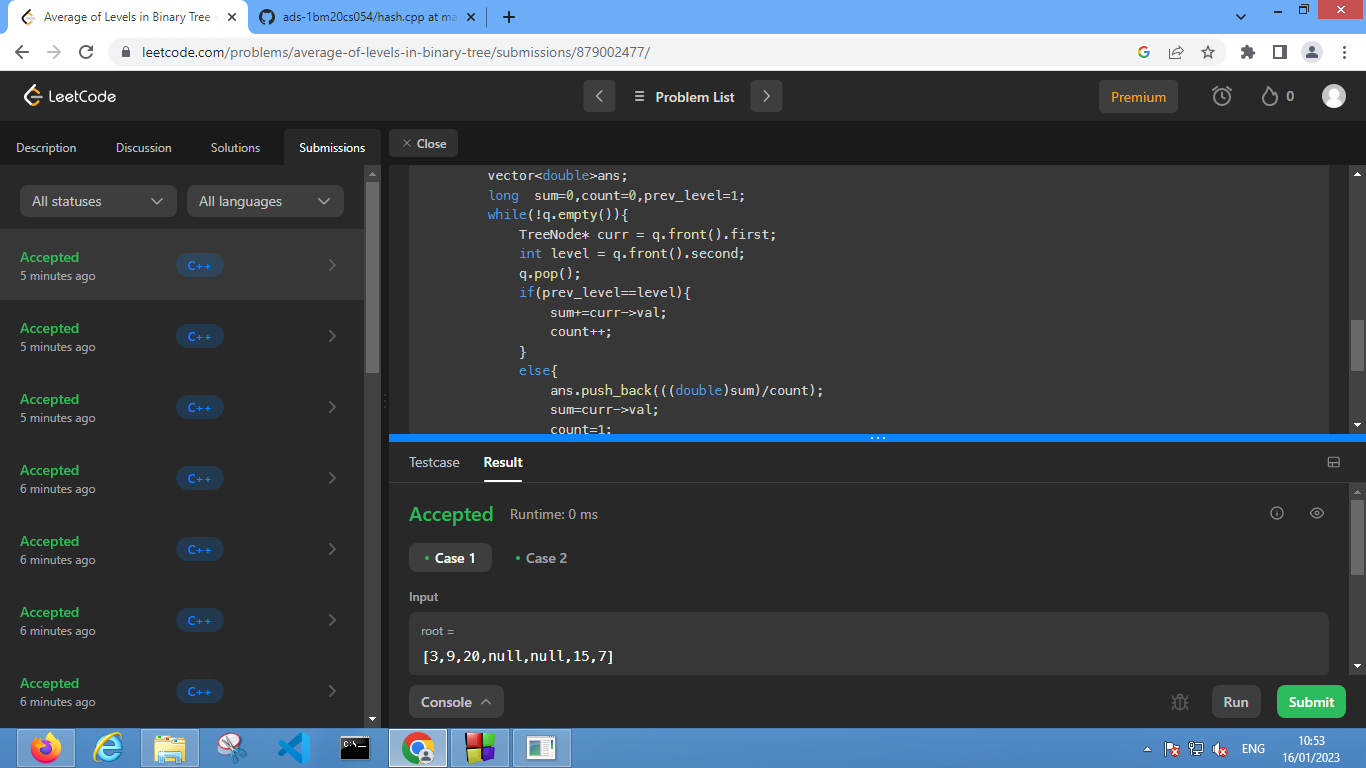 Average of Levels in Binary Tree -
ads-1bm20cs054/hash.cpp at ma
leetcode.com/problems/average-of-levels-in-binary-tree/submissions/879002477/
LeetCode
Problem List
Premium
0
Description
Discussion
Solutions
Submissions
Close
All statuses
All languages
Accepted
5 minutes ago
C++
Accepted
5 minutes ago
C++
Accepted
5 minutes ago
C++
Accepted
6 minutes ago
C++
Accepted
6 minutes ago
C++
Accepted
6 minutes ago
C++
Accepted
6 minutes ago
C++
vector<double>ans;
long  sum=0,count=0,prev_level=1;
while(!q.empty()){
TreeNode* curr = q.front().first;
int level = q.front().second;
q.pop();
if(prev_level==level){
sum+=curr->val;
count++;
}
else{
ans.push_back(((double)sum)/count);
sum=curr->val;
count=1;
Testcase
Result
Accepted
Runtime: 0 ms
Case 1
Case 2
Input
root =
[3,9,20,null,null,15,7]
Console
Run
Submit
C:\_
ENG
10:53
16/01/2023